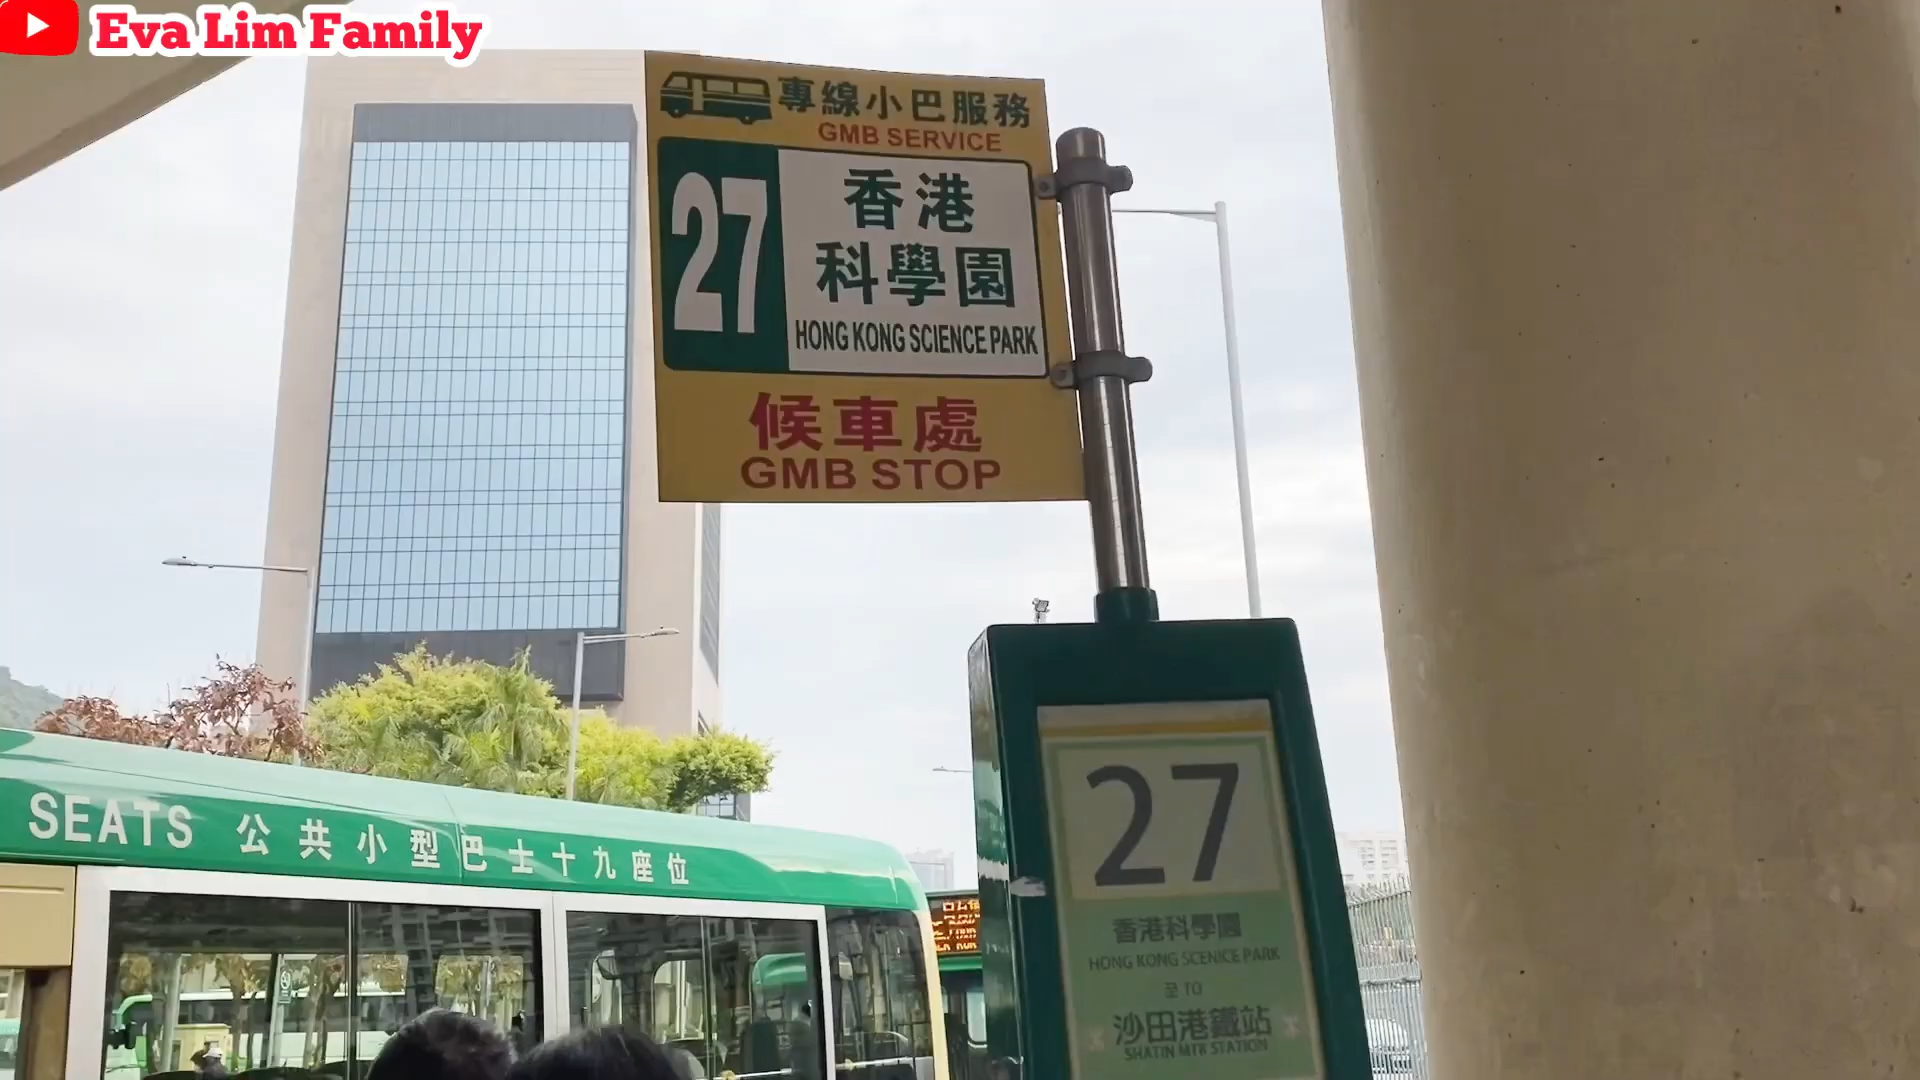 Eva Lim Family
專線小巴服務
GMB SERVICE
27
香港
科學園
HONG KONG SCIENCE PARK
候車處
GMB STOP
SEATS 公共小型巴士十九座位
27
香港科學園
HONG KONG SCENICE PARK
至 TO
沙田港鐵站
SHATIN MTR STATION